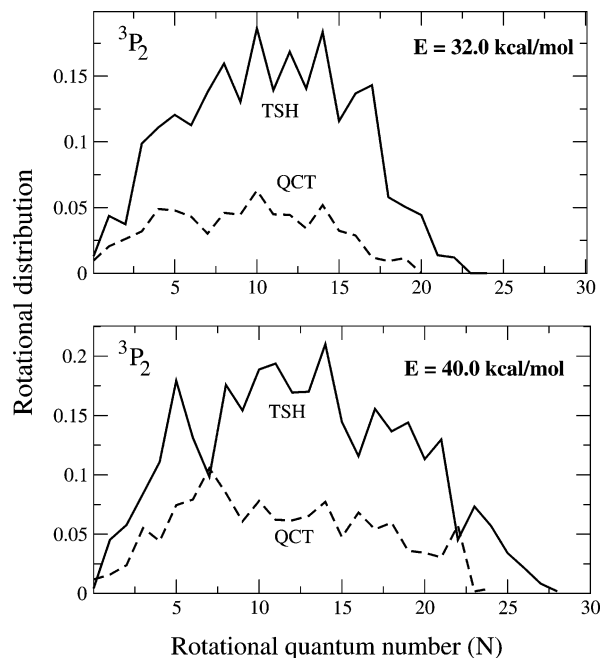 ³P₂
E = 32.0 kcal/mol
0.15
TSH
0.1
QCT
0.05
0
5 10 15 20 25 30
Rotational distribution
³P₂
E = 40.0 kcal/mol
0.2
0.15
TSH
0.1
0.05
QCT
0
5 10 15 20 25 30
Rotational quantum number (N)